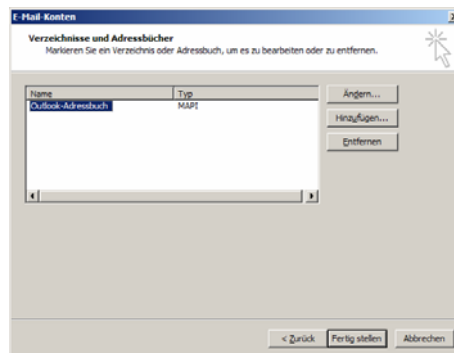 E-Mail-Konten
Verzeichnisse und Adressbücher
Markieren Sie ein Verzeichnis oder Adressbuch, um es zu bearbeiten oder zu entfernen.
Name Typ
Outlook-Adressbuch MAPI
Ändern...
Hinzufügen...
Entfernen
< Zurück Fertig stellen Abbrechen